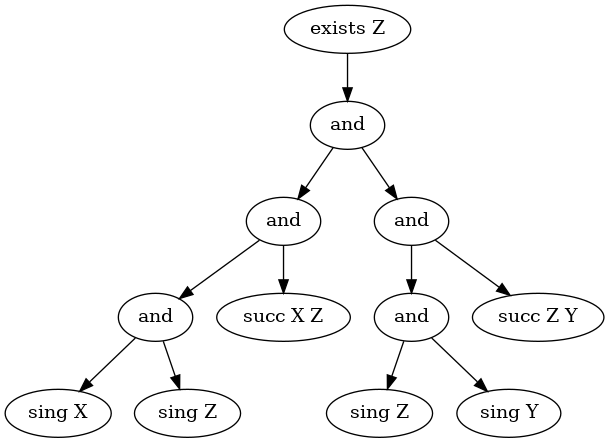 exists Z
and
and
and
and
succ X Z
and
succ Z Y
sing X
sing Z
sing Z
sing Y